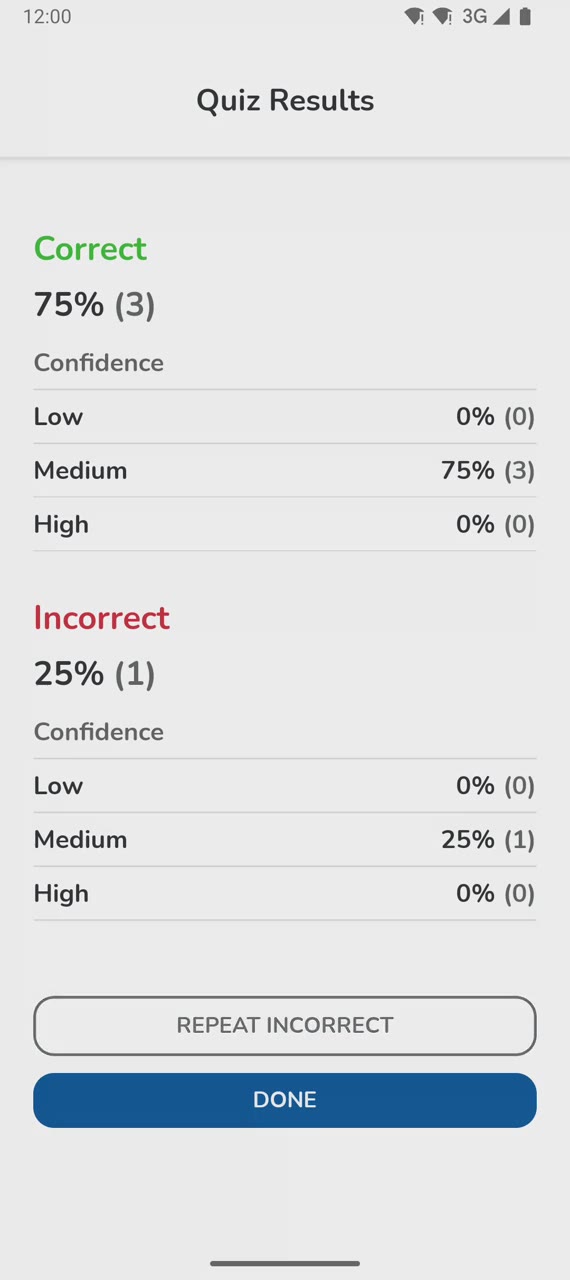 12:00 3G
Quiz Results
Correct
75% (3)
Confidence
Low 0% (0)
Medium 75% (3)
High 0% (0)
Incorrect
25% (1)
Confidence
Low 0% (0)
Medium 25% (1)
High 0% (0)
REPEAT INCORRECT
DONE